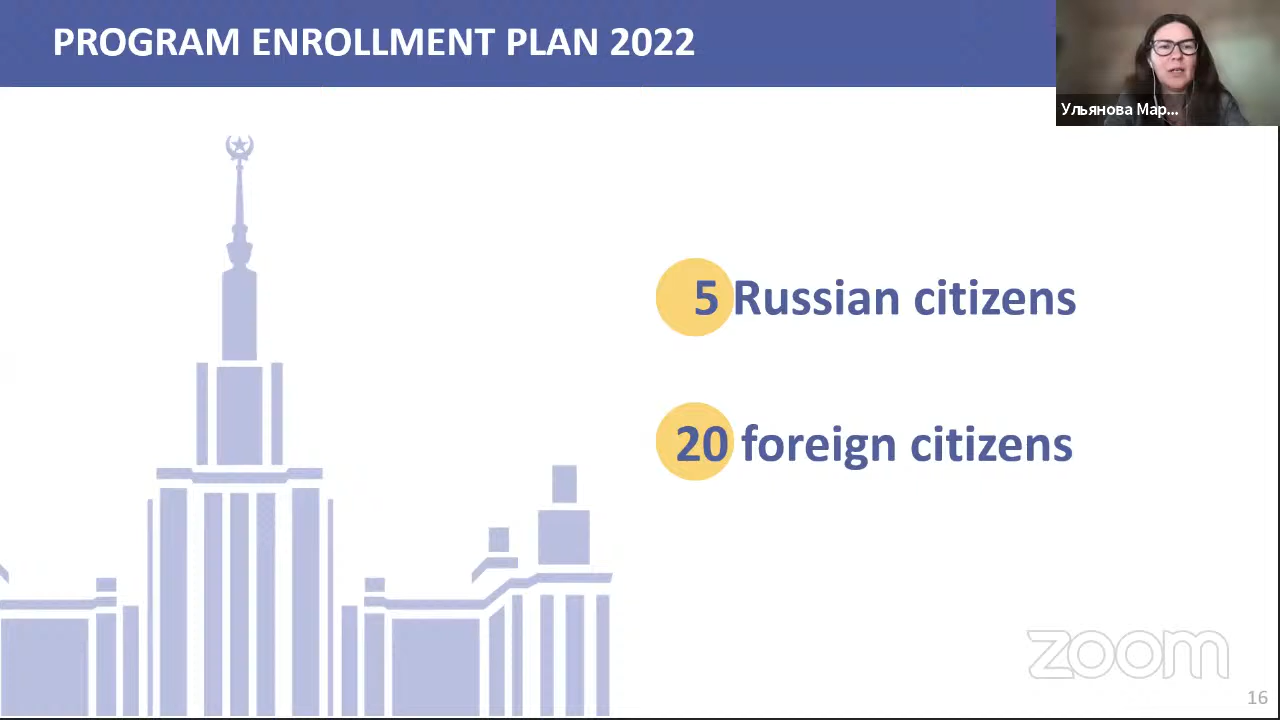 PROGRAM ENROLLMENT PLAN 2022
Ульянова Мар...
5 Russian citizens
20 foreign citizens
zoom
16